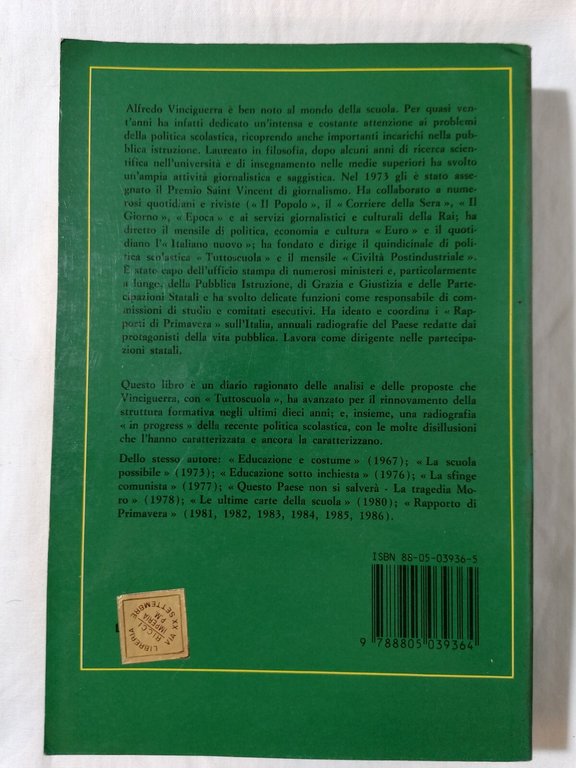 Alfredo Vinciguerra è ben noto al mondo della scuola. Per quasi ven-
t'anni ha infatti dedicato un'intensa e costante attenzione ai problemi
della politica scolastica, ricoprendo anche importanti incarichi nella pub-
blica istruzione. Laureato in filosofia, dopo alcuni anni di ricerca scien-
tifica nell'università e di insegnamento nelle medie superiori ha svolto
un'ampia attività giornalistica e saggistica. Nel 1973 gli è stato asse-
gnato il Premio Saint Vincent di giornalismo. Ha collaborato a nume-
rosi quotidiani e riviste (« Il Popolo », il « Corriere della Sera », « Il
Giorno », « Epoca » e ai servizi giornalistici e culturali della Rai; ha
diretto il mensile di politica, economia e cultura « Euro » e il quoti-
diano l'« Italiano nuovo »; ha fondato e dirige il quindicinale di poli-
tica scolastica « Tuttoscuola » e il mensile « Civiltà Postindustriale ».
È stato capo dell'ufficio stampa di numerosi ministeri e, particolarmente
a lungo, della Pubblica Istruzione, di Grazia e Giustizia e delle Parte-
cipazioni Statali e ha svolto delicate funzioni come responsabile di com-
missioni di studio e comitati esecutivi. Ha ideato e coordina i « Rap-
porti di Primavera » sull'Italia, annuali radiografie del Paese redatte dai
protagonisti della vita pubblica. Lavora come dirigente nelle partecipa-
zioni statali.
Questo libro è un diario ragionato delle analisi e delle proposte che
Vinciguerra, con « Tuttoscuola », ha avanzato per il rinnovamento della
struttura formativa negli ultimi dieci anni; e, insieme, una radiografia
« in progress » della recente politica scolastica, con le molte disillusioni
che l'hanno caratterizzata e ancora la caratterizzano.
Dello stesso autore: « Educazione e costume » (1967); « La scuola
possibile » (1973); « Educazione sotto inchiesta » (1976); « La sfinge
comunista » (1977); « Questo Paese non si salverà - La tragedia Mo-
ro » (1978); « Le ultime carte della scuola » (1980); « Rapporto di
Primavera » (1981, 1982, 1983, 1984, 1985, 1986).
ISBN 88-05-03936-5
9 788805 039364
LIBRERIA
RICCI
IMPERIA
P.M.
VIA XX SETTEMBRE